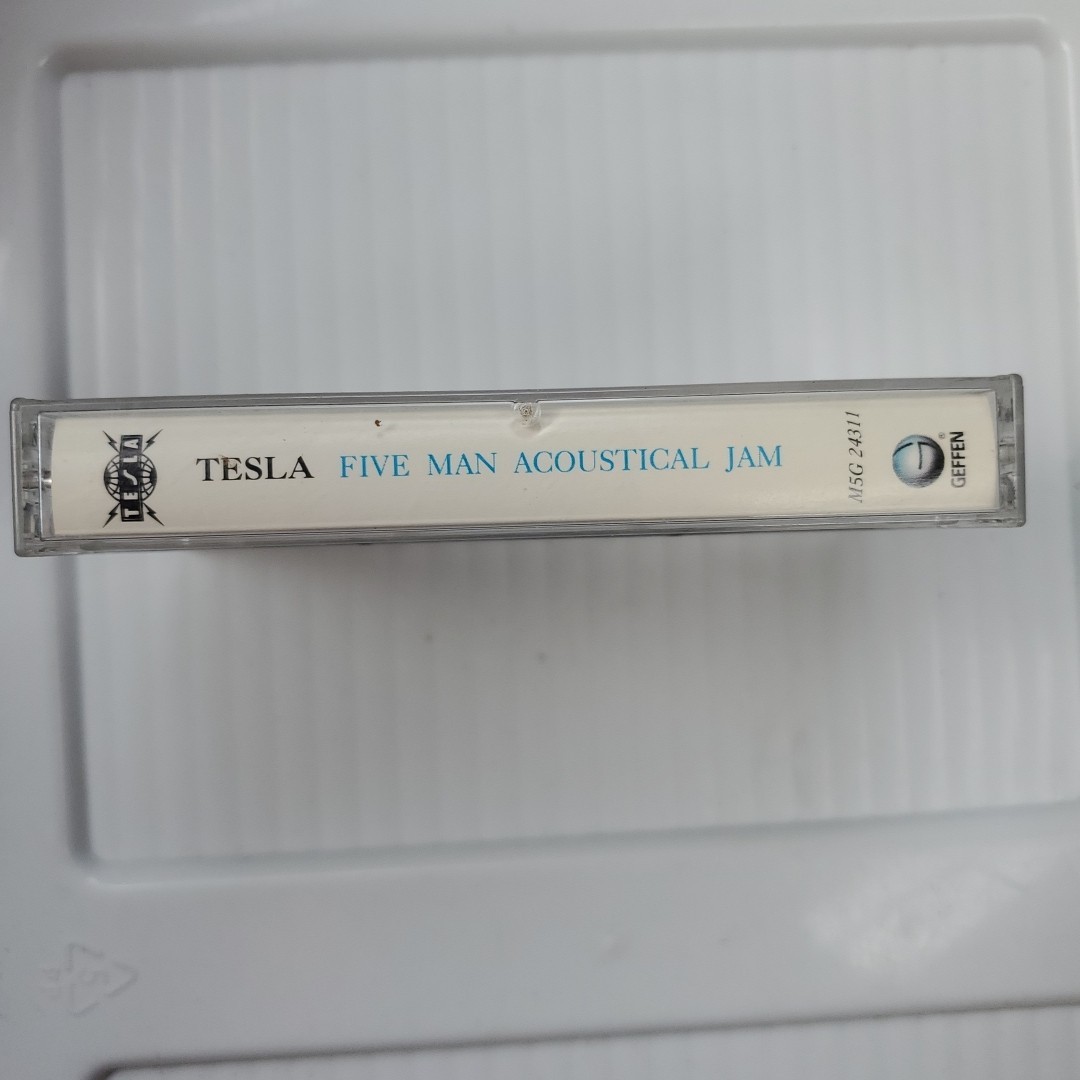 TESLA
TESLA FIVE MAN ACOUSTICAL JAM
M5G 24311
GEFFEN®